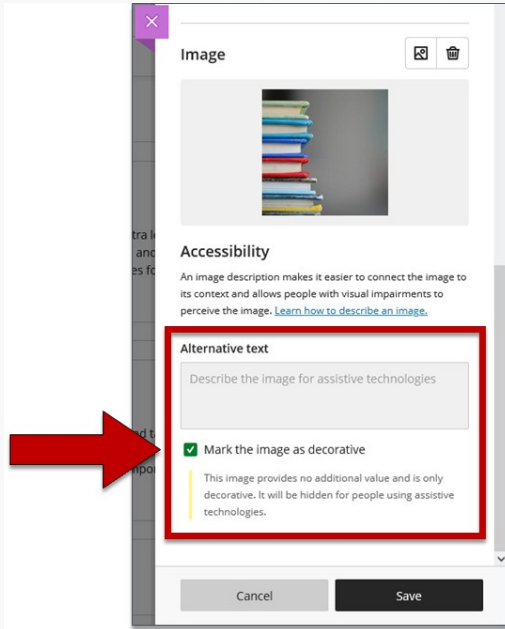 Image
Accessibility
An image description makes it easier to connect the image to
its context and allows people with visual impairments to
perceive the image. Learn how to describe an image.
Alternative text
Describe the image for assistive technologies
Mark the image as decorative
This image provides no additional value and is only
decorative. It will be hidden for people using assistive
technologies.
Cancel
Save